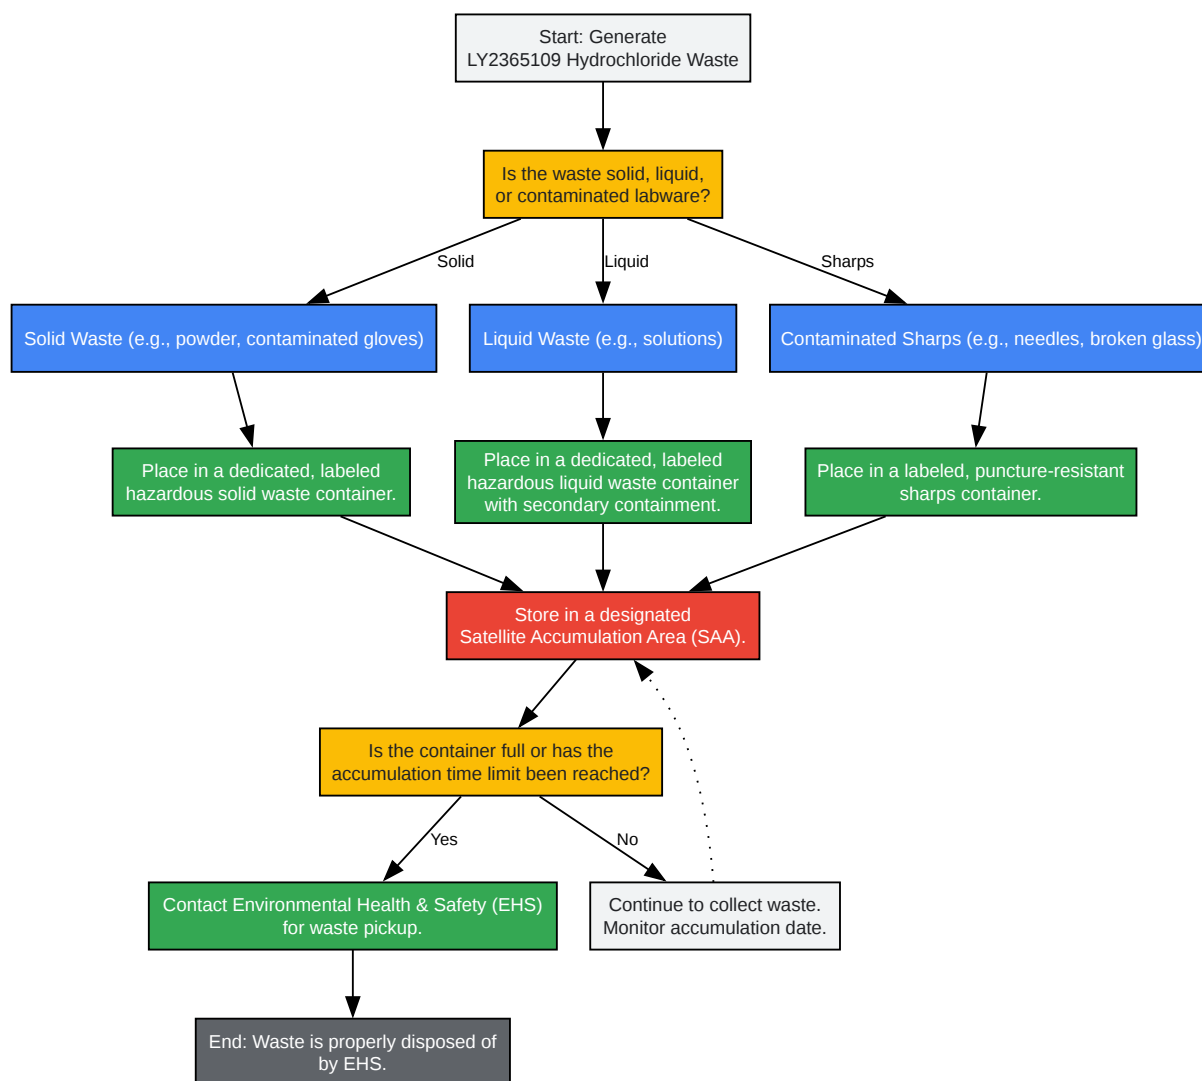 Start: Generate
LY2365109 Hydrochloride Waste
Is the waste solid, liquid,
or contaminated labware?
Solid
Liquid
Sharps
Solid Waste (e.g., powder, contaminated gloves)
Liquid Waste (e.g., solutions)
Contaminated Sharps (e.g., needles, broken glass)
Place in a dedicated, labeled
hazardous solid waste container.
Place in a dedicated, labeled
hazardous liquid waste container
with secondary containment.
Place in a labeled, puncture-resistant
sharps container.
Store in a designated
Satellite Accumulation Area (SAA).
Is the container full or has the
accumulation time limit been reached?
Yes
No
Contact Environmental Health & Safety (EHS)
for waste pickup.
Continue to collect waste.
Monitor accumulation date.
End: Waste is properly disposed of
by EHS.